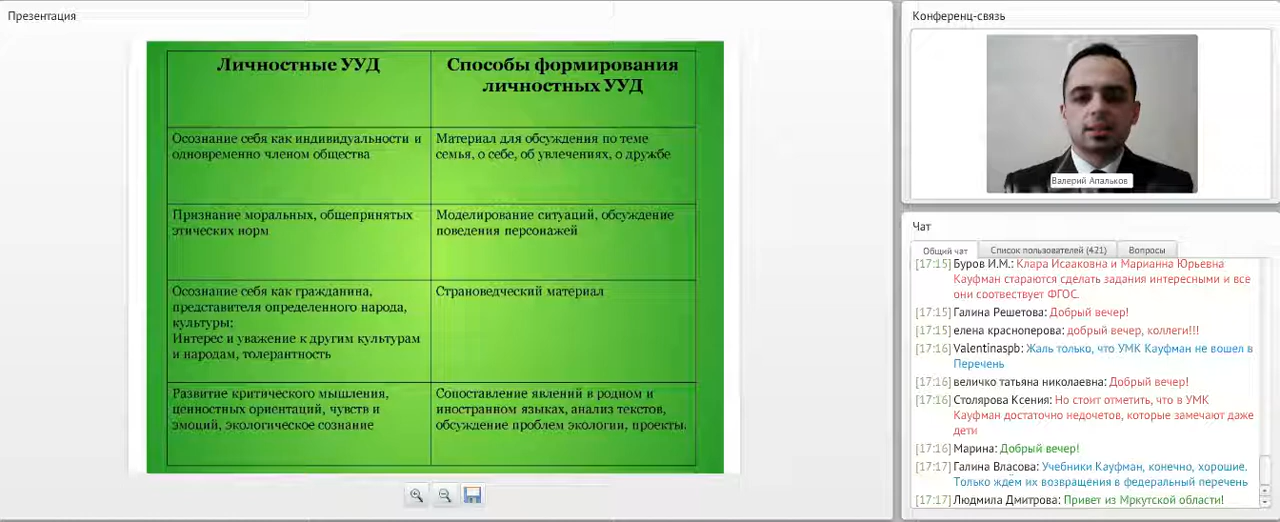 Презентация
Личностные УУД
Способы формирования
личностных УУД
Осознание себя как индивидуальности и
одновременно членом общества
Материал для обсуждения по теме
семья, о себе, об увлечениях, о дружбе
Признание моральных, общепринятых
этических норм
Моделирование ситуаций, обсуждение
поведения персонажей
Осознание себя как гражданина,
представителя определенного народа,
культуры;
Интерес и уважение к другим культурам
и народам, толерантность
Страноведческий материал
Развитие критического мышления,
ценностных ориентаций, чувств и
эмоций, экологическое сознание
Сопоставление явлений в родном и
иностранном языках, анализ текстов,
обсуждение проблем экологии, проекты.
Конференц-связь
Валерий Апальков
Чат
Общий чат
Список пользователей (421)
Вопросы
[17:15] Буров И.М.: Клара Исааковна и Марианна Юрьевна
Кауфман стараются сделать задания интересными и все
они соотвествует ФГОС.
[17:15] Галина Решетова: Добрый вечер!
[17:15] елена красноперова: добрый вечер, коллеги!!!
[17:16] Valentinaspb: Жаль только, что УМК Кауфман не вошел в
Перечень
[17:16] величко татьяна николаевна: Добрый вечер!
[17:16] Столярова Ксения: Но стоит отметить, что в УМК
Кауфман достаточно недочетов, которые замечают даже
дети
[17:16] Марина: Добрый вечер!
[17:17] Галина Власова: Учебники Кауфман, конечно, хорошие.
Только ждем их возвращения в федеральный перечень
[17:17] Людмила Дмитрова: Привет из Мркутской области!